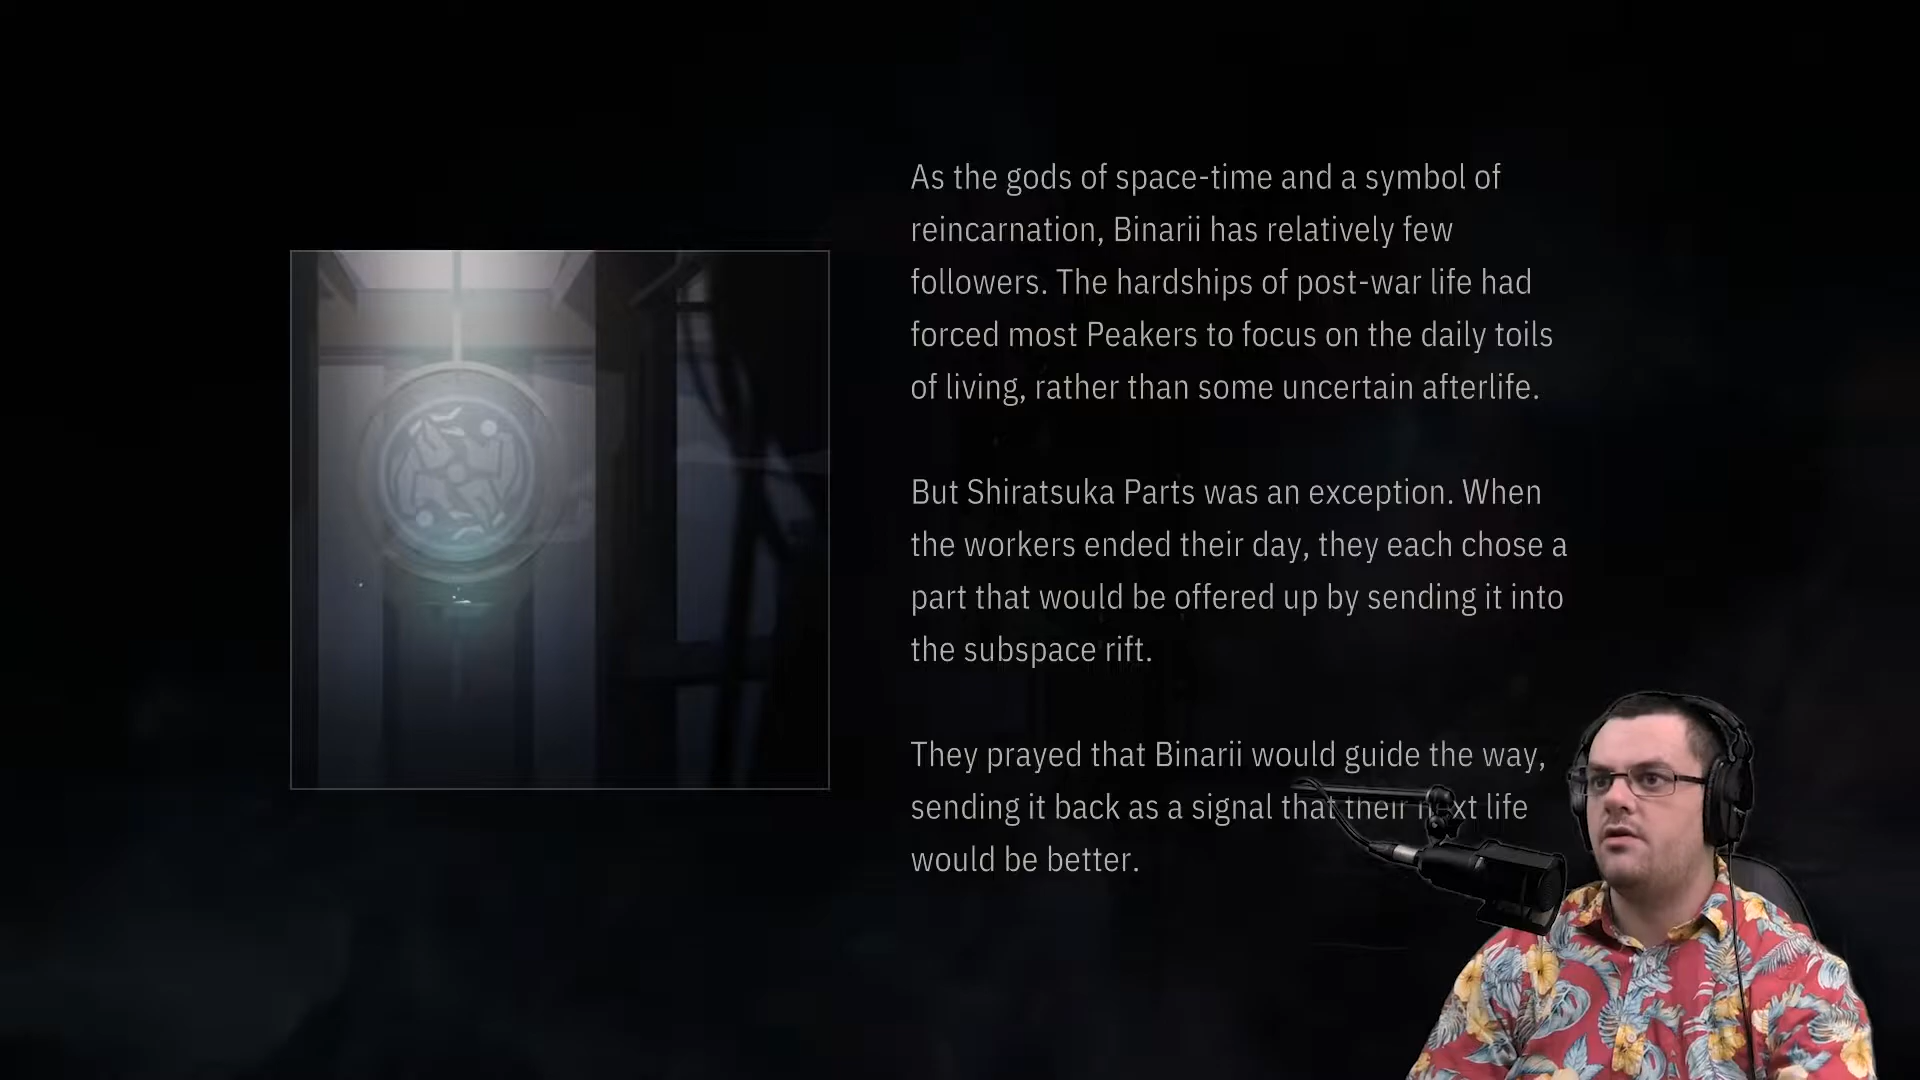 As the gods of space-time and a symbol of
reincarnation, Binarii has relatively few
followers. The hardships of post-war life had
forced most Peakers to focus on the daily toils
of living, rather than some uncertain afterlife.
But Shiratsuka Parts was an exception. When
the workers ended their day, they each chose a
part that would be offered up by sending it into
the subspace rift.
They prayed that Binarii would guide the way,
sending it back as a signal that their next life
would be better.